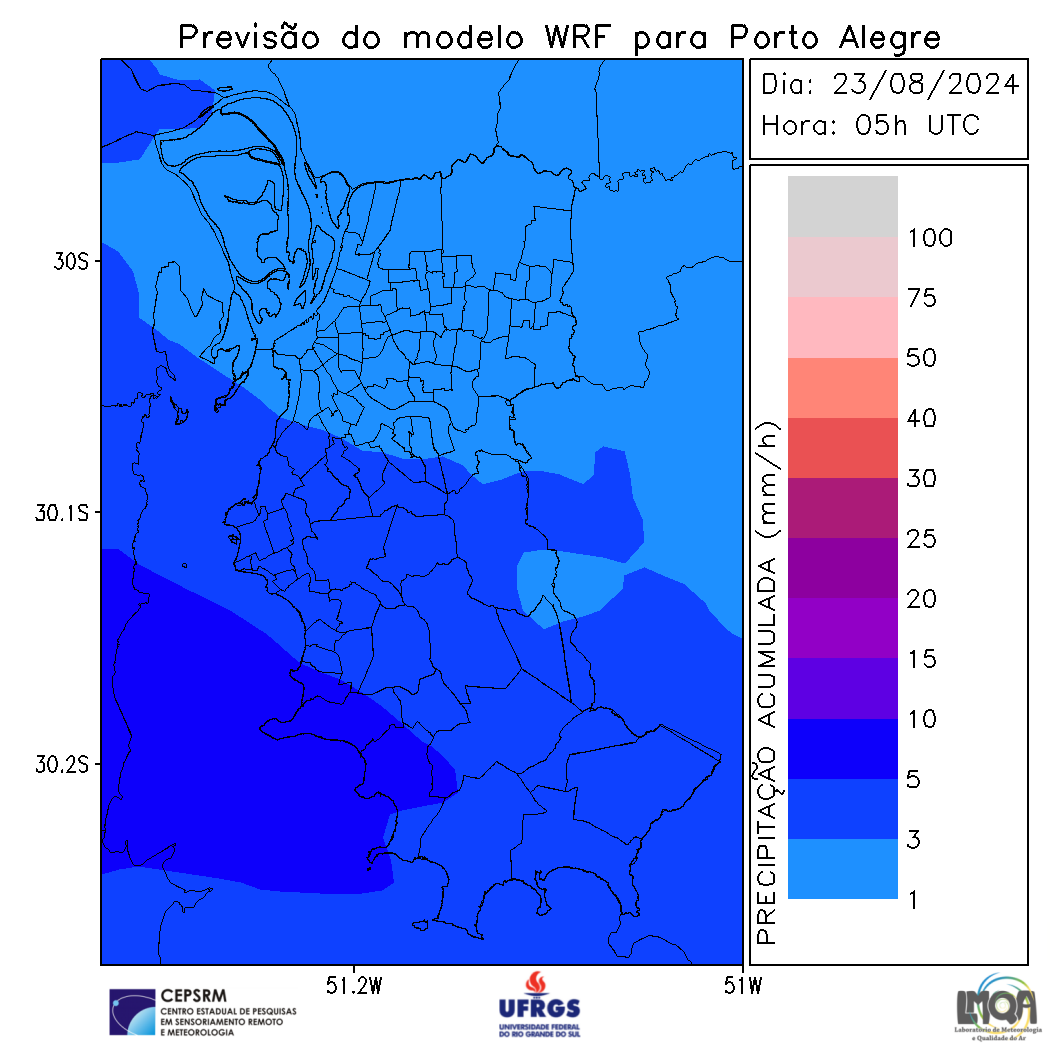 Previsão do modelo WRF para Porto Alegre
Dia: 23/08/2024
Hora: 05h UTC
100
75
50
40
30
25
20
15
10
5
3
1
PRECIPITAÇÃO ACUMULADA (mm/h)
30S
30.1S
30.2S
51.2W
51W
CEPSRM
CENTRO ESTADUAL DE PESQUISAS
EM SENSORIAMENTO REMOTO
E METEOROLOGIA
UFRGS
UNIVERSIDADE FEDERAL
DO RIO GRANDE DO SUL
LMQA
Laboratório de Meteorologia
e Qualidade do Ar